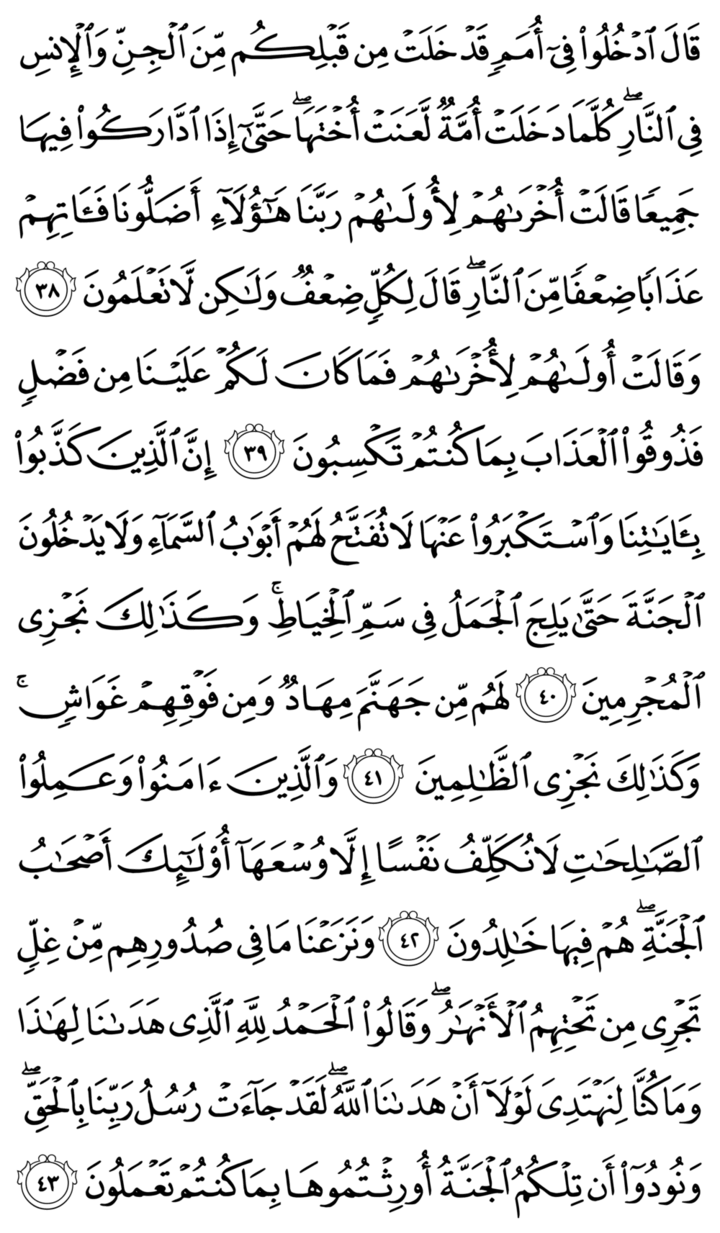 قَالَ ٱدْخُلُوا۟ فِىٓ أُمَمٍۢ قَدْ خَلَتْ مِن قَبْلِكُم مِّنَ ٱلْجِنِّ وَٱلْإِنسِ
فِى ٱلنَّارِ ۖ كُلَّمَا دَخَلَتْ أُمَّةٌۭ لَّعَنَتْ أُخْتَهَا ۖ حَتَّىٰٓ إِذَا ٱدَّارَكُوا۟ فِيهَا
جَمِيعًۭا قَالَتْ أُخْرَىٰهُمْ لِأُولَىٰهُمْ رَبَّنَا هَٰٓؤُلَآءِ أَضَلُّونَا فَـَٔاتِهِمْ
عَذَابًۭا ضِعْفًۭا مِّنَ ٱلنَّارِ ۖ قَالَ لِكُلٍّۢ ضِعْفٌۭ وَلَٰكِن لَّا تَعْلَمُونَ ٣٨
وَقَالَتْ أُولَىٰهُمْ لِأُخْرَىٰهُمْ فَمَا كَانَ لَكُمْ عَلَيْنَا مِن فَضْلٍۢ
فَذُوقُوا۟ ٱلْعَذَابَ بِمَا كُنتُمْ تَكْسِبُونَ ٣٩ إِنَّ ٱلَّذِينَ كَذَّبُوا۟
بِـَٔايَٰتِنَا وَٱسْتَكْبَرُوا۟ عَنْهَا لَا تُفَتَّحُ لَهُمْ أَبْوَٰبُ ٱلسَّمَآءِ وَلَا يَدْخُلُونَ
ٱلْجَنَّةَ حَتَّىٰ يَلِجَ ٱلْجَمَلُ فِى سَمِّ ٱلْخِيَاطِ ۚ وَكَذَٰلِكَ نَجْزِى
ٱلْمُجْرِمِينَ ٤٠ لَهُم مِّن جَهَنَّمَ مِهَادٌۭ وَمِن فَوْقِهِمْ غَوَاشٍۢ ۚ
وَكَذَٰلِكَ نَجْزِى ٱلظَّٰلِمِينَ ٤١ وَٱلَّذِينَ ءَامَنُوا۟ وَعَمِلُوا۟
ٱلصَّٰلِحَٰتِ لَا نُكَلِّفُ نَفْسًا إِلَّا وُسْعَهَآ أُو۟لَٰٓئِكَ أَصْحَٰبُ
ٱلْجَنَّةِ ۖ هُمْ فِيهَا خَٰلِدُونَ ٤٢ وَنَزَعْنَا مَا فِى صُدُورِهِم مِّنْ غِلٍّۢ
تَجْرِى مِن تَحْتِهِمُ ٱلْأَنْهَٰرُ ۖ وَقَالُوا۟ ٱلْحَمْدُ لِلَّهِ ٱلَّذِى هَدَىٰنَا لِهَٰذَا
وَمَا كُنَّا لِنَهْتَدِىَ لَوْلَآ أَنْ هَدَىٰنَا ٱللَّهُ ۖ لَقَدْ جَآءَتْ رُسُلُ رَبِّنَا بِٱلْحَقِّ ۖ
وَنُودُوٓا۟ أَن تِلْكُمُ ٱلْجَنَّةُ أُورِثْتُمُوهَا بِمَا كُنتُمْ تَعْمَلُونَ ٤٣